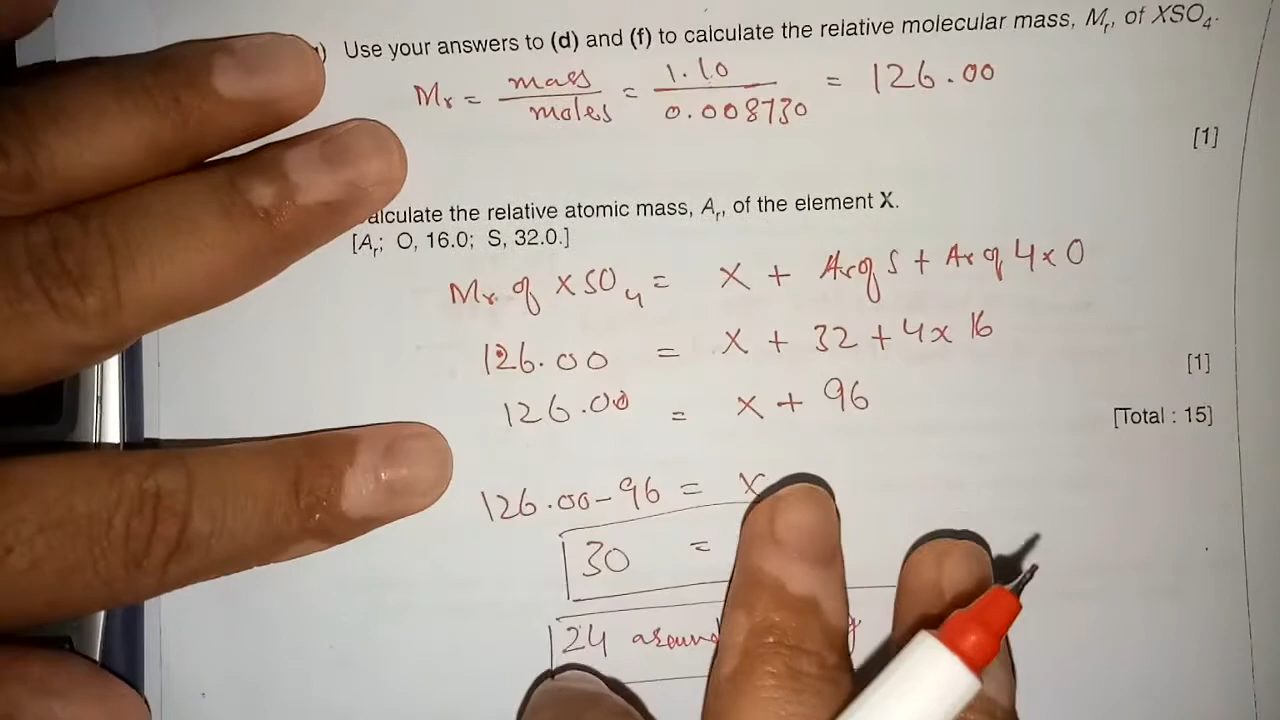 ) Use your answers to (d) and (f) to calculate the relative molecular mass, Mr, of XSO4.
Mr = mass / moles = 1.10 / 0.008730 = 126.00
[1]
alculate the relative atomic mass, Ar, of the element X.
[Ar; O, 16.0; S, 32.0.]
Mr of XSO4 = X + Ar of S + Ar of 4 x O
126.00 = X + 32 + 4 x 16
[1]
126.00 = X + 96
[Total : 15]
126.00 - 96 = X
30 =
24 around